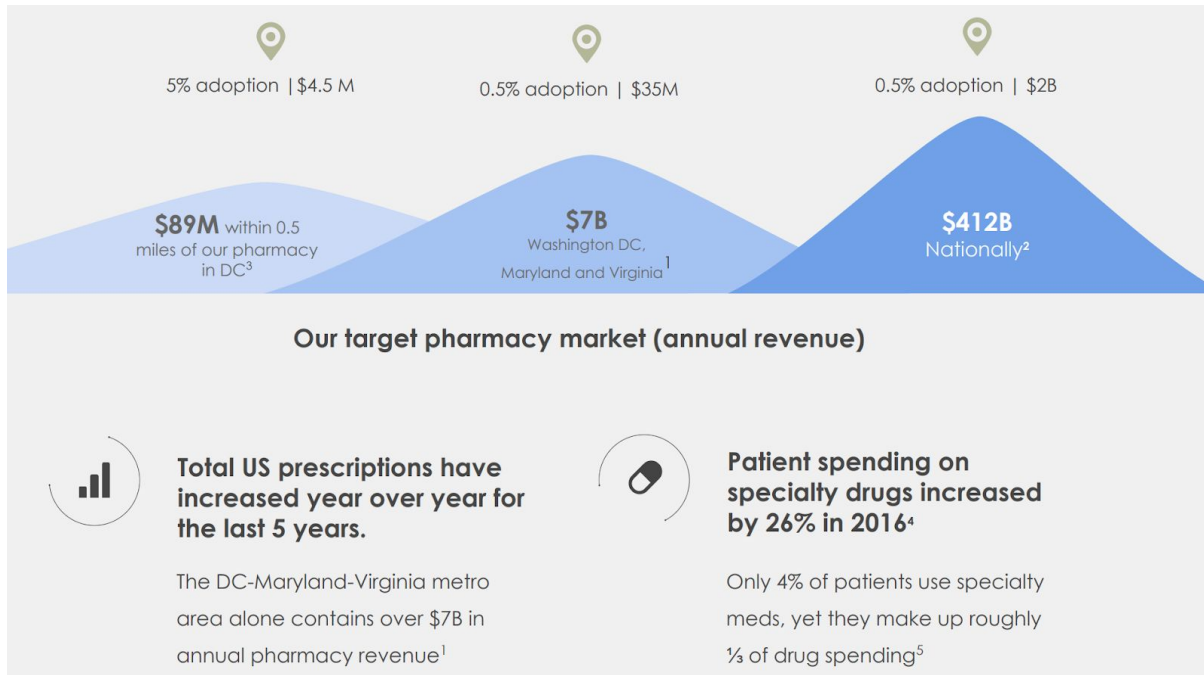 5% adoption |$4.5 M
0.5% adoption | $35M
0.5% adoption | $2B
$89M within 0.5
miles of our pharmacy
in DC³
$7B
Washington DC,
Maryland and Virginia¹
$412B
Nationally²
Our target pharmacy market (annual revenue)
Total US prescriptions have
increased year over year for
the last 5 years.
The DC-Maryland-Virginia metro
area alone contains over $7B in
annual pharmacy revenue¹
Patient spending on
specialty drugs increased
by 26% in 2016⁴
Only 4% of patients use specialty
meds, yet they make up roughly
⅓ of drug spending⁵